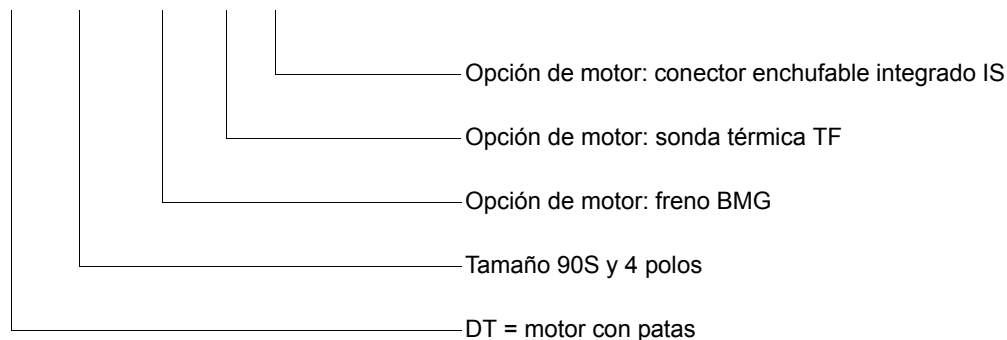 Opción de motor: conector enchufable integrado IS
Opción de motor: sonda térmica TF
Opción de motor: freno BMG
Tamaño 90S y 4 polos
DT = motor con patas